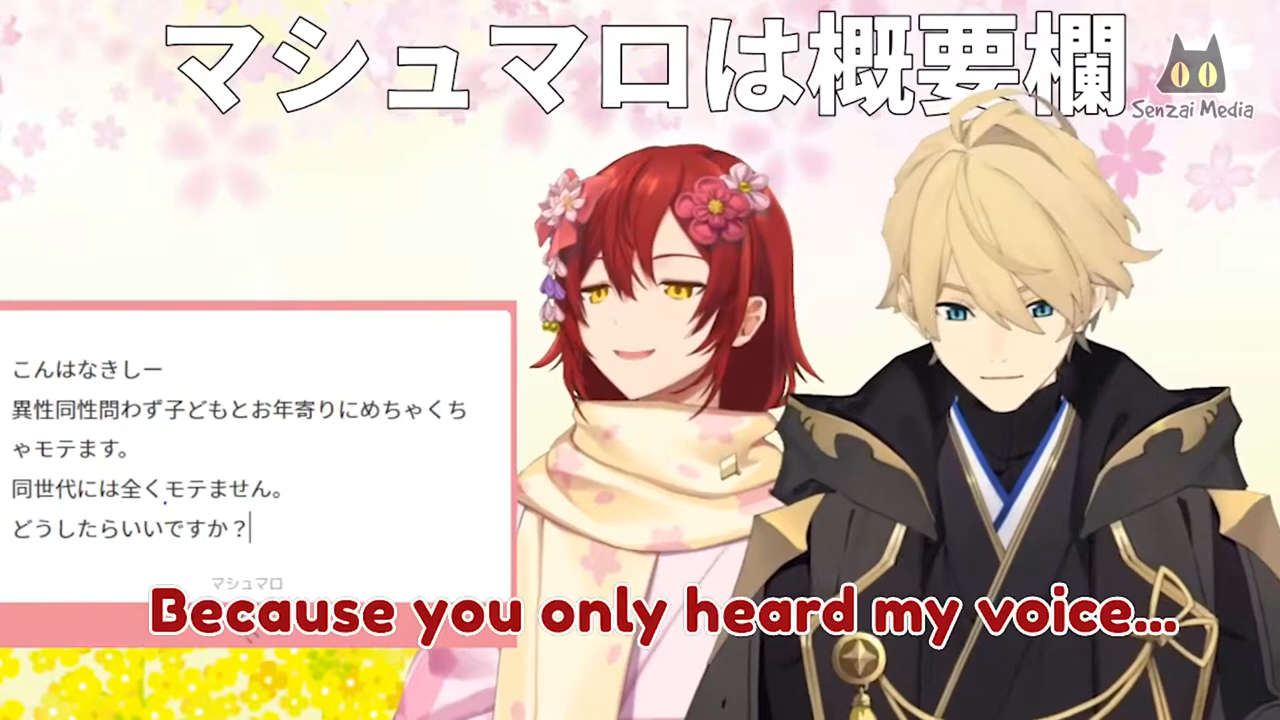 マシュマロは概要欄
Senzai Media
こんはなきしー
異性同性問わず子どもとお年寄りにめちゃくち
ゃモテます。
同世代には全くモテません。
どうしたらいいですか？
マシュマロ
Because you only heard my voice...